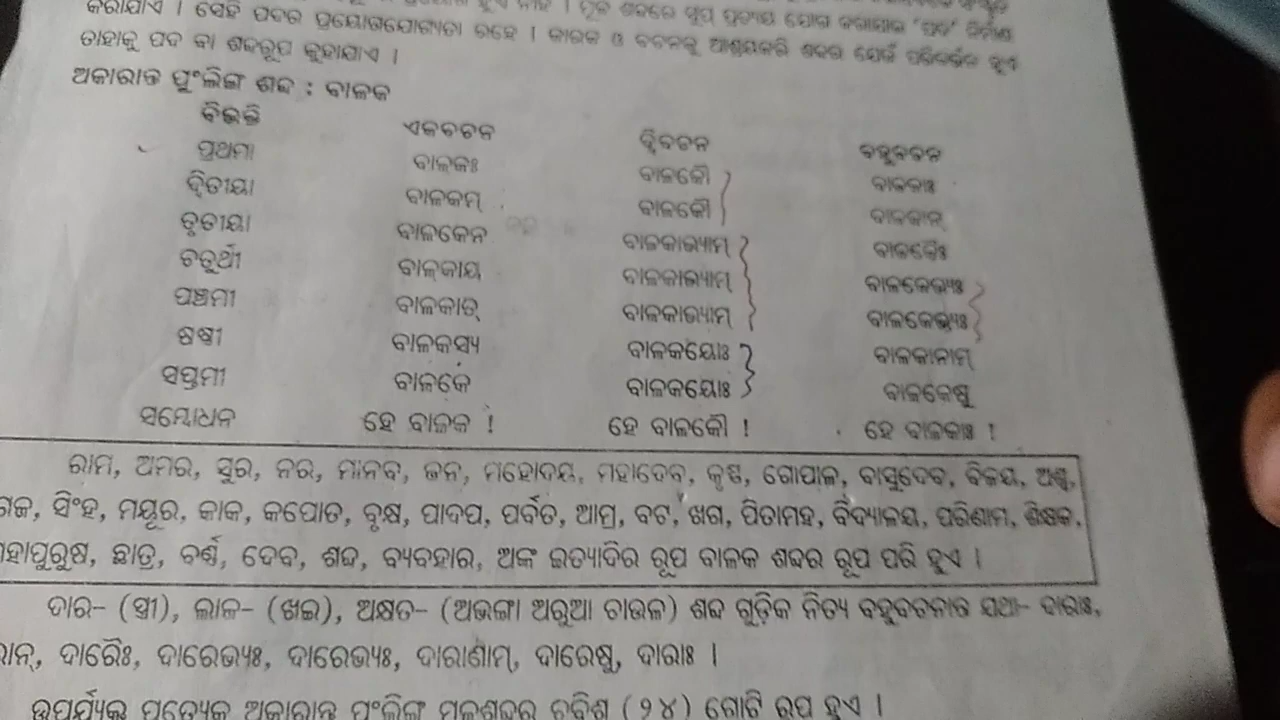 କରାଯାଏ । ସେହି ପଦର ପ୍ରୟୋଗଯୋଗ୍ୟତା ରହେ । କାରକ ଓ ବଚନକୁ ଆଶ୍ରୟକରି ଶବ୍ଦର ଯେଉଁ ପରିବର୍ତ୍ତନ ହୁଏ
ତାହାକୁ ପଦ ବା ଶବ୍ଦରୂପ କୁହାଯାଏ ।
ଅକାରାନ୍ତ ପୁଂଲିଙ୍ଗ ଶବ୍ଦ : ବାଳକ
ବିଭକ୍ତି ଏକବଚନ ଦ୍ବିବଚନ ବହୁବଚନ
ପ୍ରଥମା ବାଳକଃ ବାଳକୌ ବାଳକାଃ
ଦ୍ୱିତୀୟା ବାଳକମ୍ ବାଳକୌ ବାଳକାନ୍
ତୃତୀୟା ବାଳକେନ ବାଳକାଭ୍ୟାମ୍ ବାଳକୈଃ
ଚତୁର୍ଥୀ ବାଳକାୟ ବାଳକାଭ୍ୟାମ୍ ବାଳକେଭ୍ୟଃ
ପଞ୍ଚମୀ ବାଳକାତ୍ ବାଳକାଭ୍ୟାମ୍ ବାଳକେଭ୍ୟଃ
ଷଷ୍ଠୀ ବାଳକସ୍ୟ ବାଳକୟୋଃ ବାଳକାନାମ୍
ସପ୍ତମୀ ବାଳକେ ବାଳକୟୋଃ ବାଳକେଷୁ
ସମ୍ବୋଧନ ହେ ବାଳକ ! ହେ ବାଳକୌ ! ହେ ବାଳକାଃ !
ରାମ, ଅମର, ସୁର, ନର, ମାନବ, ଜନ, ମହୋଦୟ, ମହାଦେବ, କୃଷ୍ଣ, ଗୋପାଳ, ବାସୁଦେବ, ବିଜୟ, ଅଶ୍ୱ,
ଗଜ, ସିଂହ, ମୟୂର, କାକ, କପୋତ, ବୃକ୍ଷ, ପାଦପ, ପର୍ବତ, ଆମ୍ର, ବଟ, ଖଗ, ପିତାମହ, ବିଦ୍ୟାଳୟ, ପରିଣାମ, ଶିକ୍ଷକ,
ମହାପୁରୁଷ, ଛାତ୍ର, ବର୍ଣ୍ଣ, ଦେବ, ଶବ୍ଦ, ବ୍ୟବହାର, ଅଙ୍କ ଇତ୍ୟାଦିର ରୂପ ବାଳକ ଶବ୍ଦର ରୂପ ପରି ହୁଏ ।
ଦାର- (ସ୍ତ୍ରୀ), ଲାଜ- (ଖଇ), ଅକ୍ଷତ- (ଅଭଙ୍ଗା ଅରୁଆ ଚାଉଳ) ଶବ୍ଦ ଗୁଡ଼ିକ ନିତ୍ୟ ବହୁବଚନାନ୍ତ ଯଥା- ଦାରାଃ,
ଦାରୈଃ, ଦାରେଭ୍ୟଃ, ଦାରେଭ୍ୟଃ, ଦାରାଣାମ୍, ଦାରେଷୁ, ଦାରାଃ ।
ଉପର୍ଯ୍ୟୁକ୍ତ ପ୍ରତ୍ୟେକ ଅକାରାନ୍ତ ପୁଂଲିଙ୍ଗ ମୂଳଶବ୍ଦର ଚବିଶ (୨୪) ଗୋଟି ରୂପ ହୁଏ ।